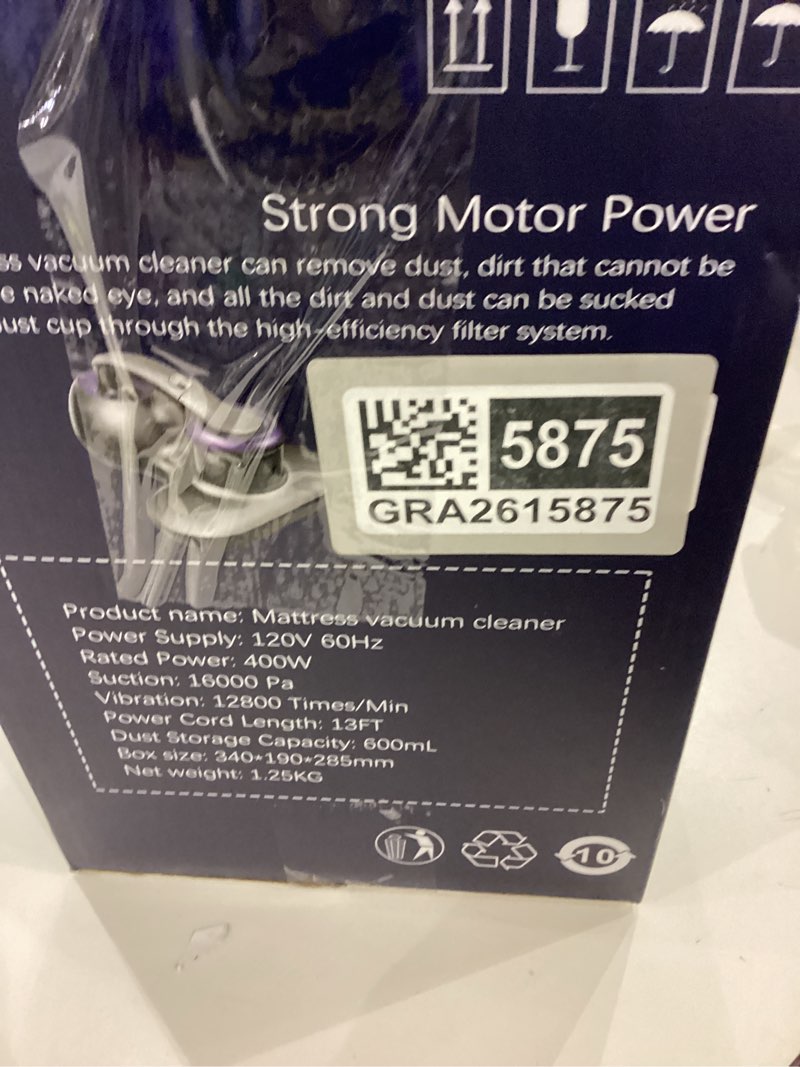 Strong Motor Power
ss vacuum cleaner can remove dust, dirt that cannot be
e naked eye, and all the dirt and dust can be sucked
ust cup through the high-efficiency filter system.
5875
GRA2615875
Product name: Mattress vacuum cleaner
Power Supply: 120V 60Hz
Rated Power: 400W
Suction: 16000 Pa
Vibration: 12800 Times/Min
Power Cord Length: 13FT
Dust Storage Capacity: 600mL
Box size: 340*190*285mm
Net weight: 1.25KG
10